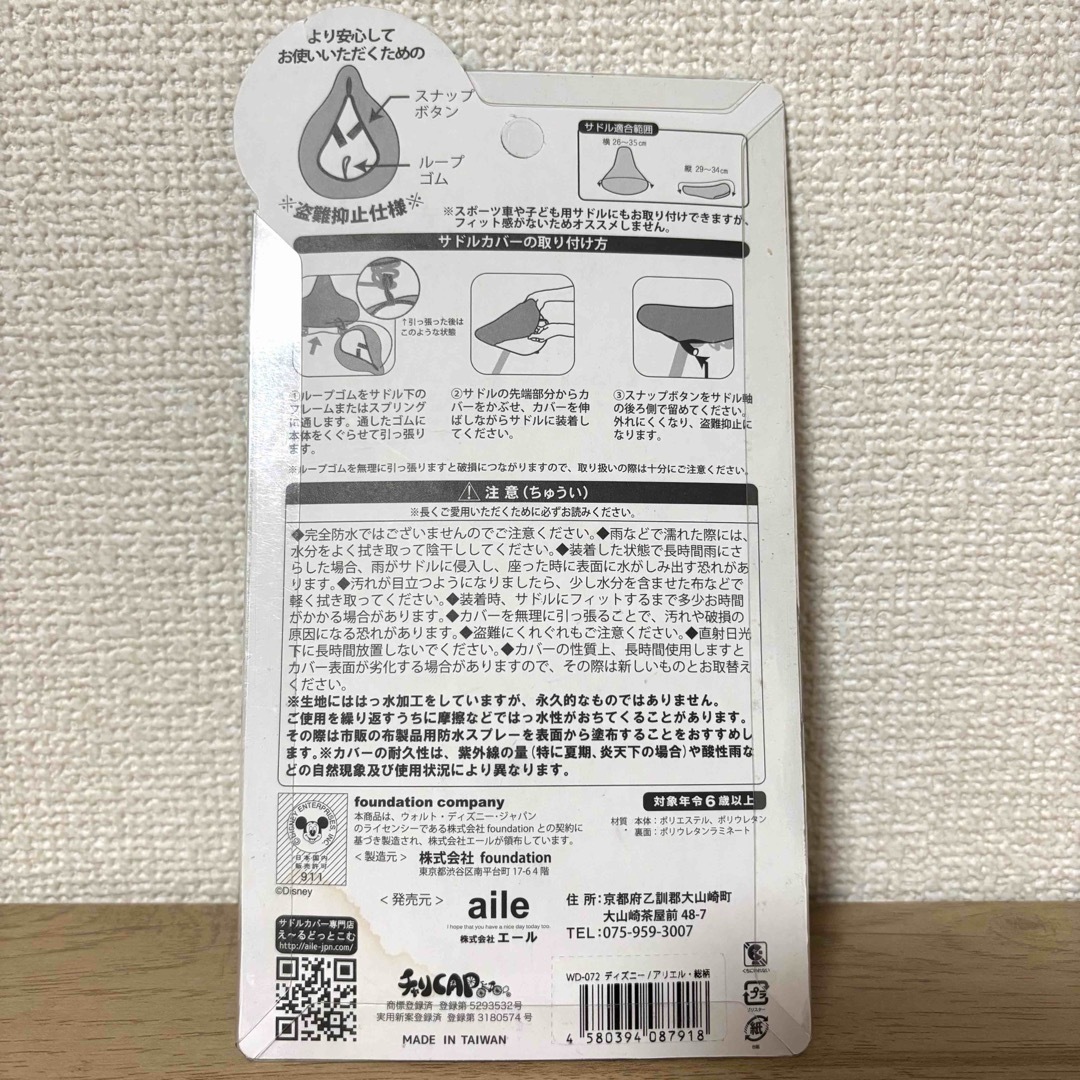 より安心して
お使いいただくための
スナップ
ボタン
ループ
ゴム
※盗難抑止仕様※
サドル適合範囲
横 26〜35㎝
縦 29〜34㎝
※スポーツ車や子ども用サドルにもお取り付けできますが、
フィット感がないためオススメしません。
サドルカバーの取り付け方
↑引っ張った後は
このような状態
①ループゴムをサドル下の
フレームまたはスプリング
に通します。通したゴムに
本体をくぐらせて引っ張り
ます。
②サドルの先端部分からカ
バーをかぶせ、カバーを伸
ばしながらサドルに装着し
てください。
③スナップボタンをサドル軸
の後ろ側で留めてください。
外れにくくなり、盗難抑止に
なります。
※ループゴムを無理に引っ張りますと破損につながりますので、取り扱いの際は十分にご注意ください。
⚠ 注意(ちゅうい)
※長くご愛用いただくために必ずお読みください。
◆完全防水ではございませんのでご注意ください。◆雨などで濡れた際には、
水分をよく拭き取って陰干ししてください。◆装着した状態で長時間雨にさ
らした場合、雨がサドルに侵入し、座った時に表面に水がしみ出す恐れがあ
ります。◆汚れが目立つようになりましたら、少し水分を含ませた布などで
軽く拭き取ってください。◆装着時、サドルにフィットするまで多少お時間
がかかる場合があります。◆カバーを無理に引っ張ることで、汚れや破損の
原因になる恐れがあります。◆盗難にくれぐれもご注意ください。◆直射日光
下に長時間放置しないでください。◆カバーの性質上、長時間使用しますと
カバー表面が劣化する場合がありますので、その際は新しいものとお取替え
ください。
※生地にははっ水加工をしていますが、永久的なものではありません。
ご使用を繰り返すうちに摩擦などではっ水性がおちてくることがあります。
その際は市販の布製品用防水スプレーを表面から塗布することをおすすめし
ます。※カバーの耐久性は、紫外線の量(特に夏期、炎天下の場合)や酸性雨な
どの自然現象及び使用状況により異なります。
©DISNEY ENTERPRISES, INC.
日本国内
販売許可
911
©Disney
foundation company
本商品は、ウォルト・ディズニー・ジャパン
のライセンシーである株式会社 foundation との契約に
基づき製造され、株式会社エールが領布しています。
<製造元> 株式会社 foundation
東京都渋谷区南平台町 17-6 4 階
対象年令6歳以上
材質 本体:ポリエステル、ポリウレタン
裏面:ポリウレタンラミネート
<発売元> aile
I hope that you have a nice day today too.
株式会社 エール
住 所:京都府乙訓郡大山崎町
大山崎茶屋前 48-7
TEL:075-959-3007
サドルカバー専門店
え〜るどっとこむ
http://aile-jpn.com/
チャリCAP
商標登録済 登録第 5293532号
実用新案登録済 登録第 3180574 号
MADE IN TAIWAN
WD-072 ディズニー/アリエル・総柄
4 580394 087918
プラ
紙